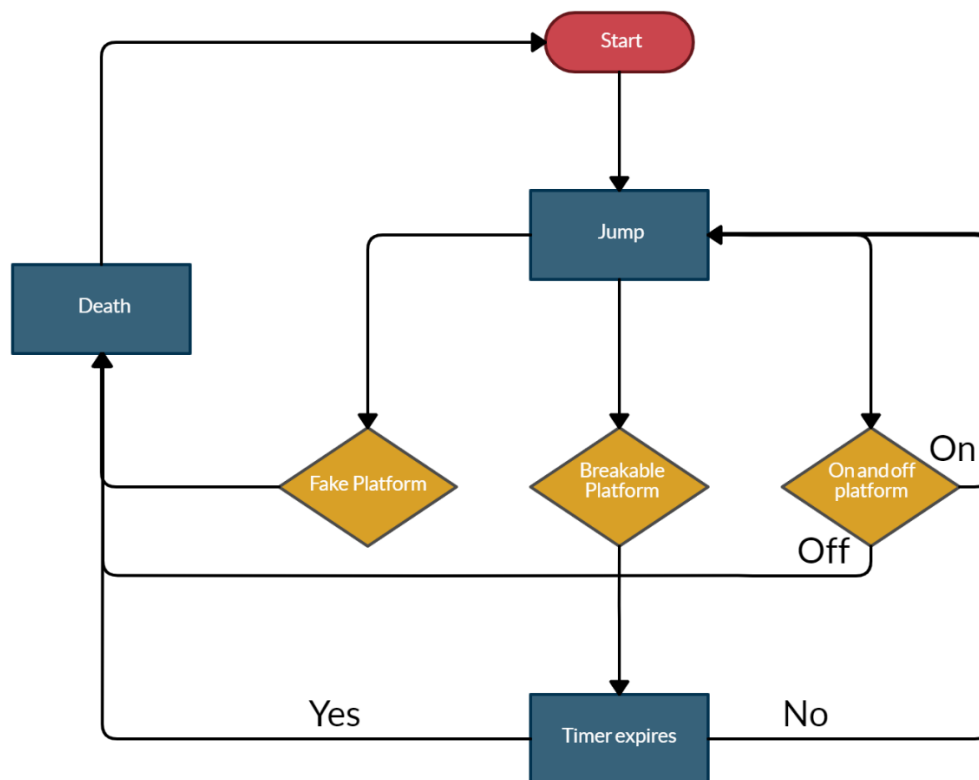 Start
Jump
Death
Fake Platform
Breakable
Platform
On and off
platform
On
Off
Yes
Timer expires
No